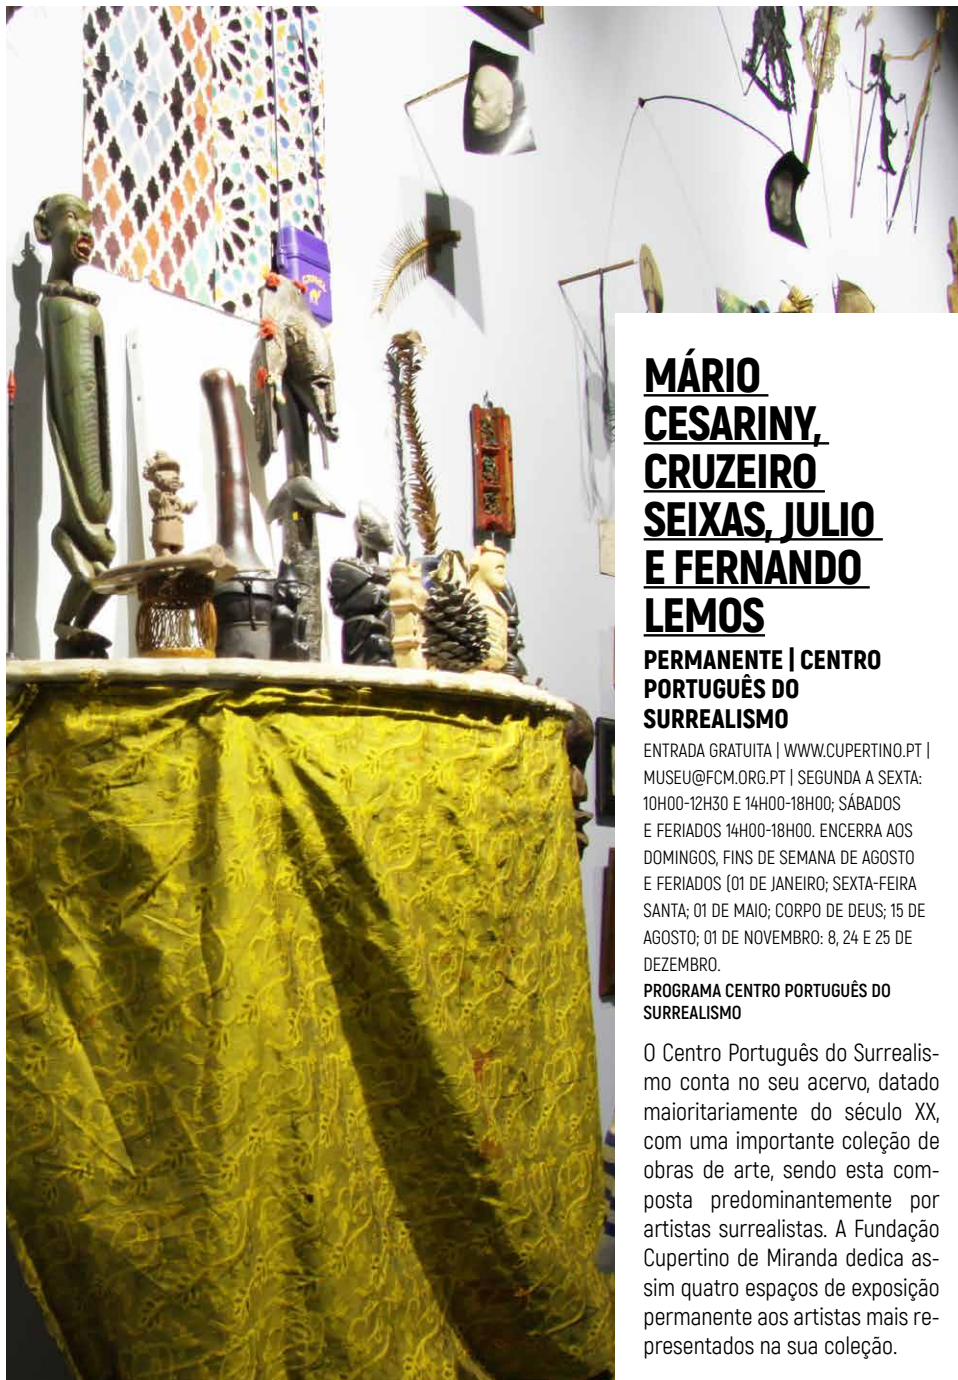 CAMEL
MÁRIO
CESARINY,
CRUZEIRO
SEIXAS, JULIO
E FERNANDO
LEMOS
PERMANENTE | CENTRO
PORTUGUÊS DO
SURREALISMO
ENTRADA GRATUITA | WWW.CUPERTINO.PT |
MUSEU@FCM.ORG.PT | SEGUNDA A SEXTA:
10H00-12H30 E 14H00-18H00; SÁBADOS
E FERIADOS 14H00-18H00. ENCERRA AOS
DOMINGOS, FINS DE SEMANA DE AGOSTO
E FERIADOS (01 DE JANEIRO; SEXTA-FEIRA
SANTA; 01 DE MAIO; CORPO DE DEUS; 15 DE
AGOSTO; 01 DE NOVEMBRO: 8, 24 E 25 DE
DEZEMBRO.
PROGRAMA CENTRO PORTUGUÊS DO
SURREALISMO
O Centro Português do Surrealis-
mo conta no seu acervo, datado
maioritariamente do século XX,
com uma importante coleção de
obras de arte, sendo esta com-
posta predominantemente por
artistas surrealistas. A Fundação
Cupertino de Miranda dedica as-
sim quatro espaços de exposição
permanente aos artistas mais re-
presentados na sua coleção.